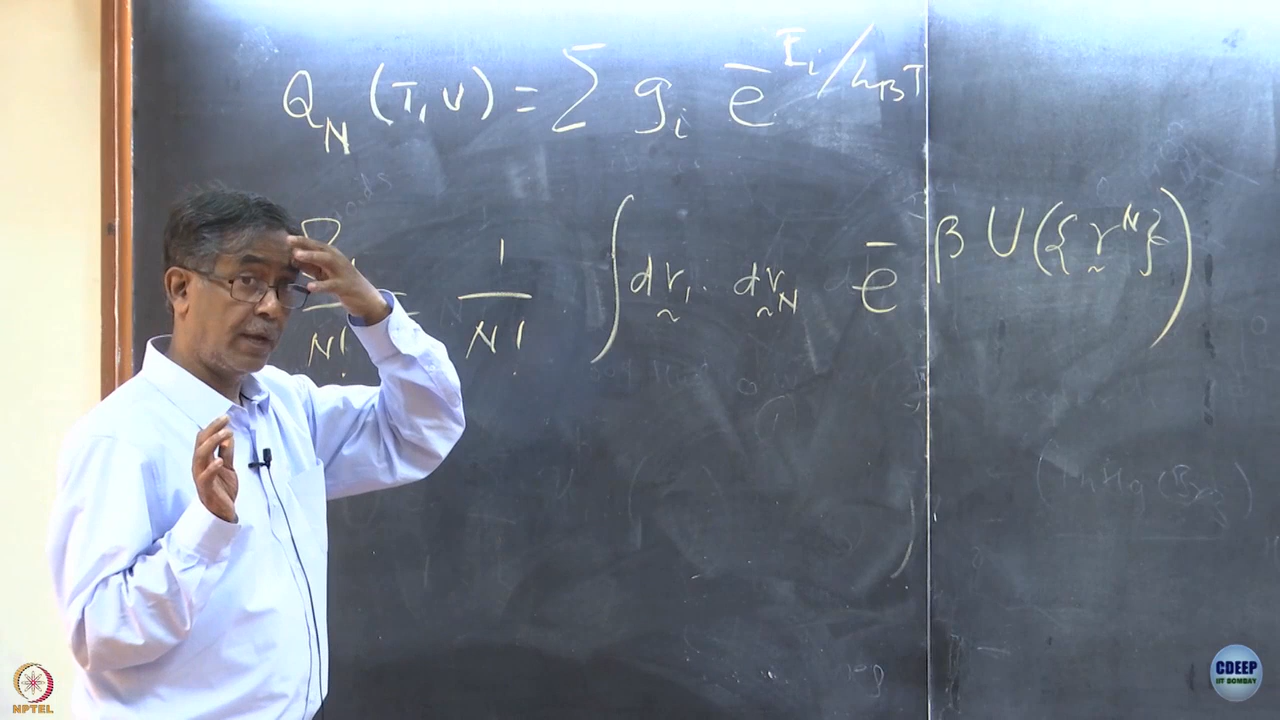 Q_N (T, V) = Σ g_i e^{-E_i/k_BT}
/N! = 1/N! ∫ dr_1 . dr_N e^{-β U({r^N})}
NPTEL
CDEEP
IIT BOMBAY